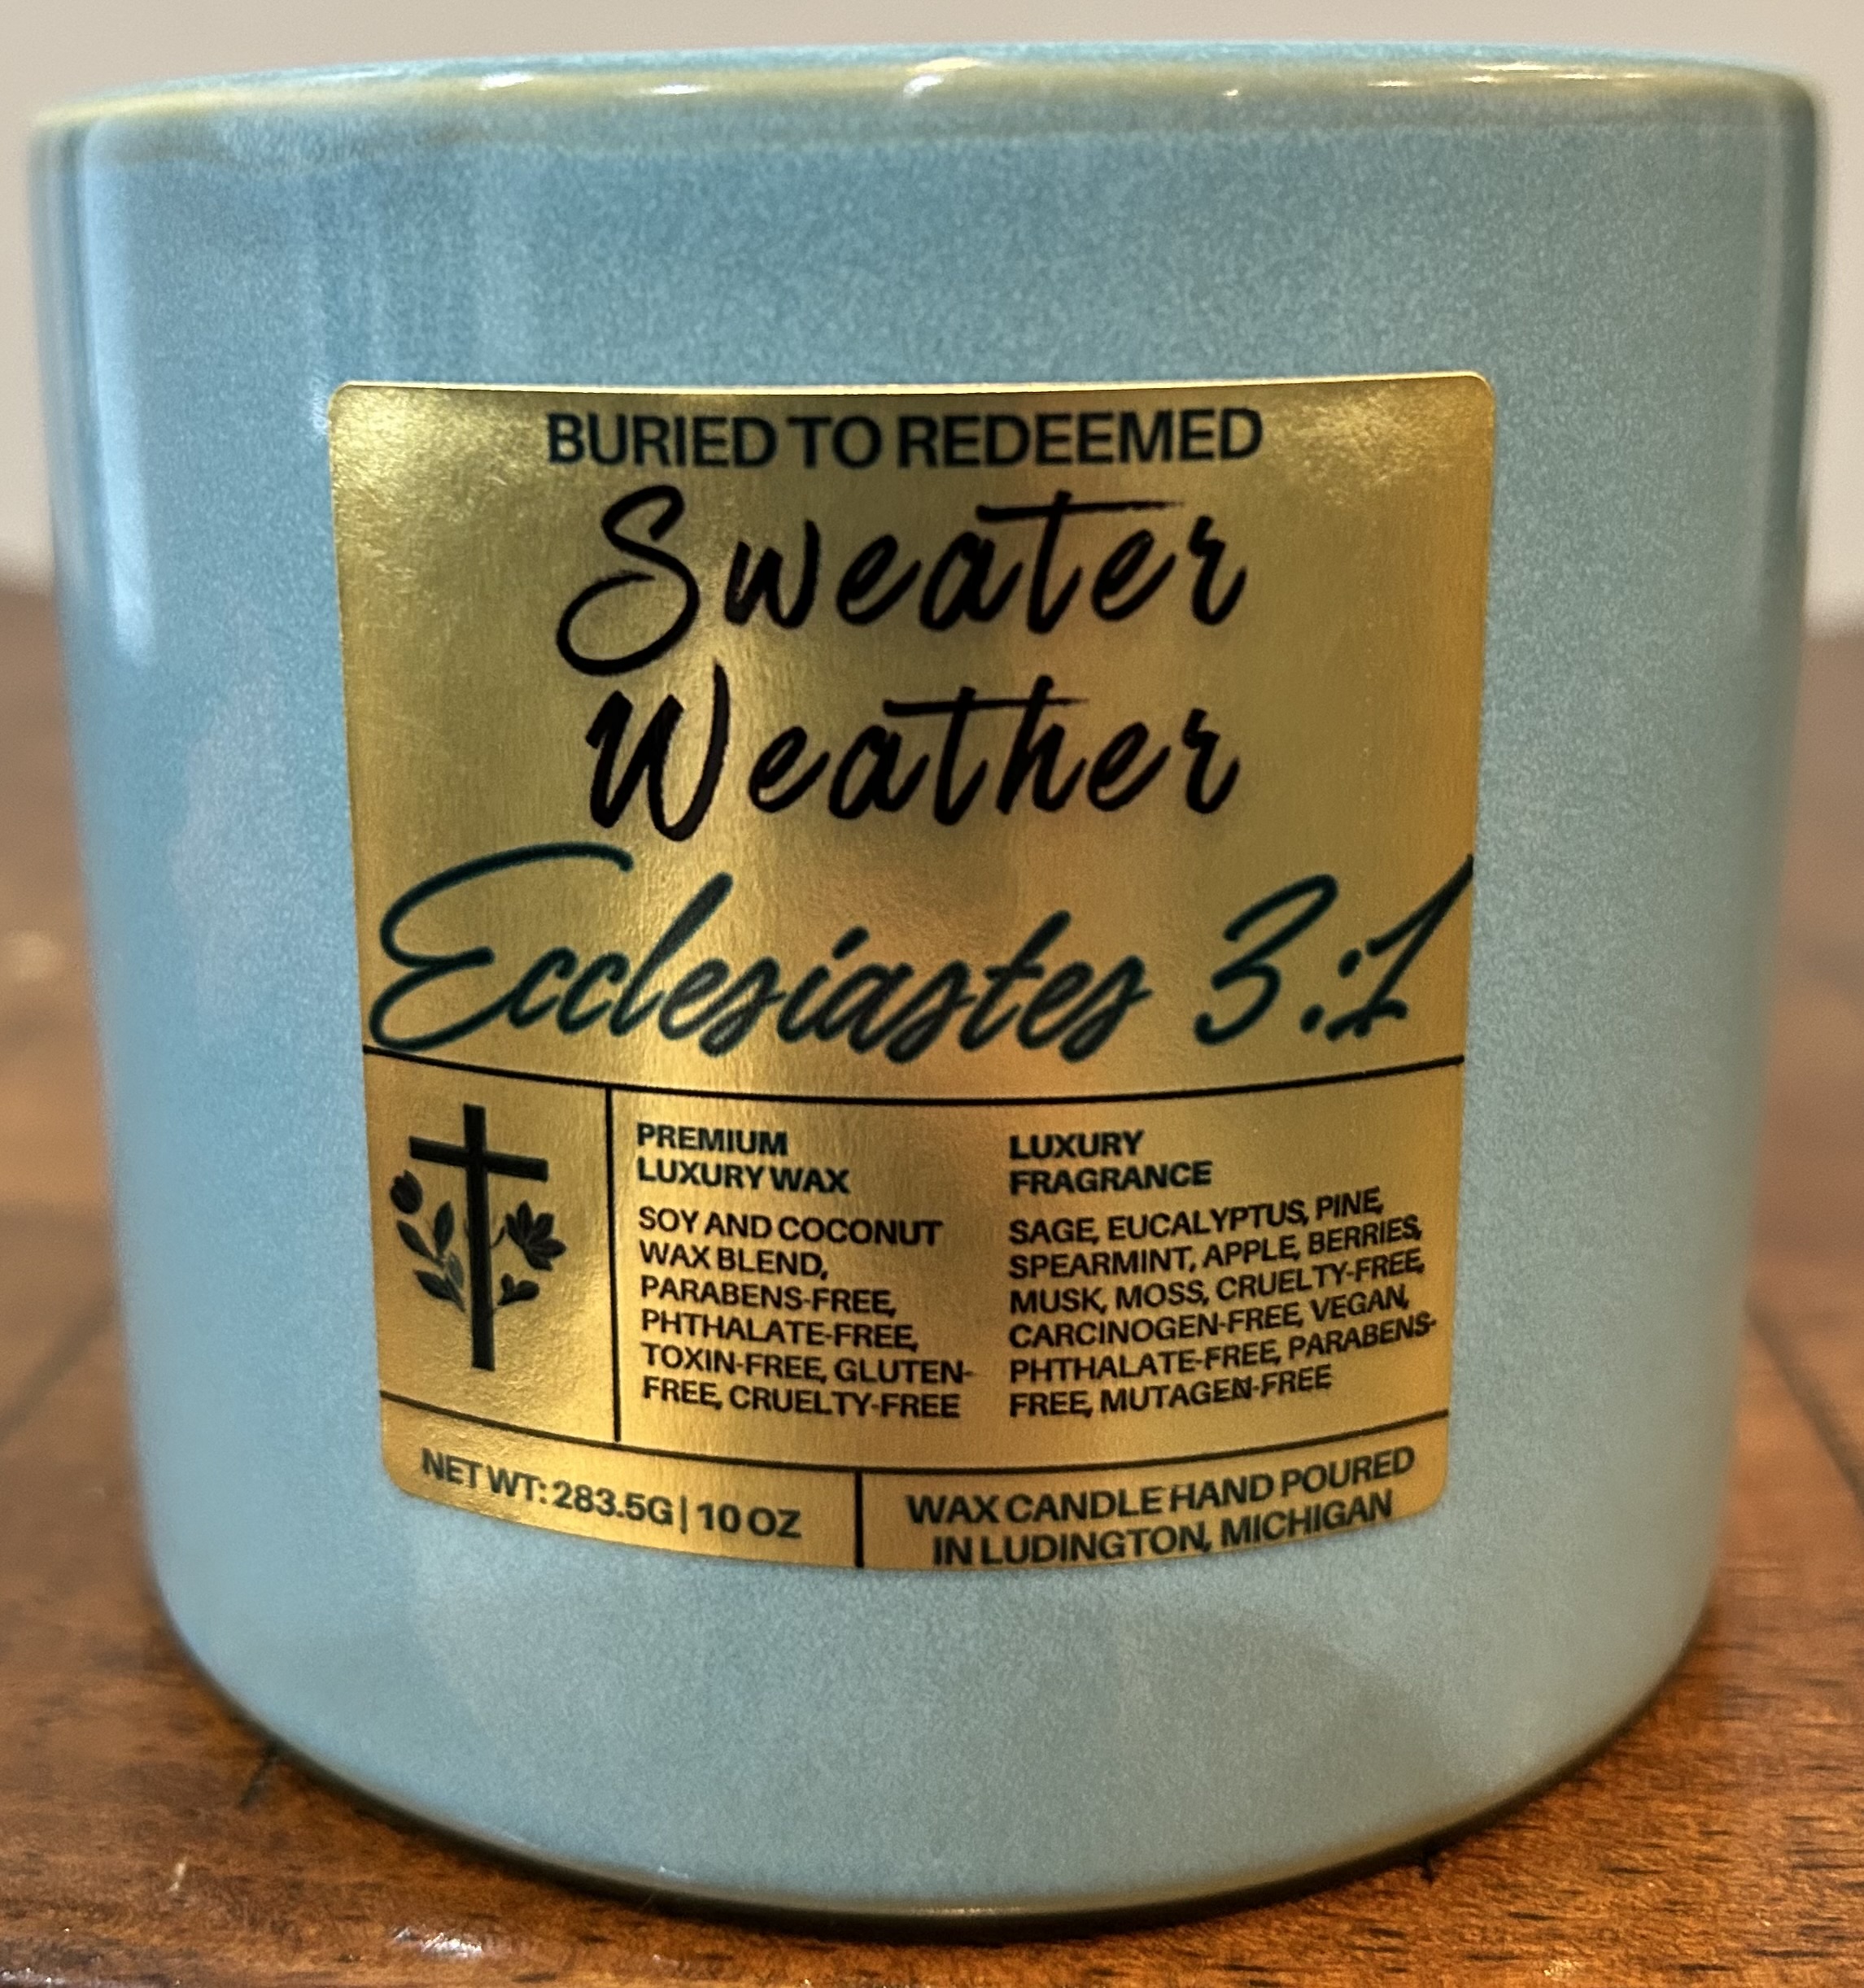 BURIED TO REDEEMED
Sweater
Weather
Ecclesiastes 3:1
PREMIUM
LUXURY WAX
SOY AND COCONUT
WAX BLEND,
PARABENS-FREE,
PHTHALATE-FREE,
TOXIN-FREE, GLUTEN-
FREE, CRUELTY-FREE
LUXURY
FRAGRANCE
SAGE, EUCALYPTUS, PINE,
SPEARMINT, APPLE, BERRIES,
MUSK, MOSS, CRUELTY-FREE,
CARCINOGEN-FREE, VEGAN,
PHTHALATE-FREE, PARABENS-
FREE, MUTAGEN-FREE
NET WT: 283.5G | 10 OZ
WAX CANDLE HAND POURED
IN LUDINGTON, MICHIGAN